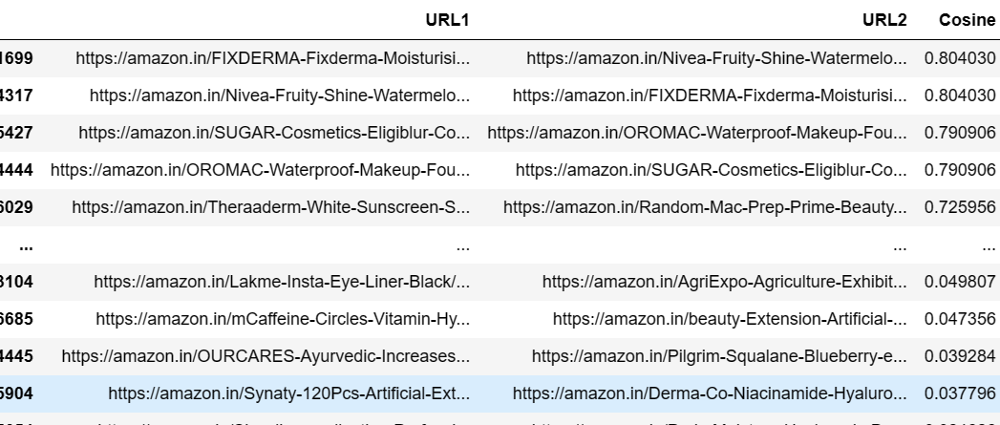 URL1 URL2 Cosine
1699 https://amazon.in/FIXDERMA-Fixderma-Moisturisi... https://amazon.in/Nivea-Fruity-Shine-Watermelo... 0.804030
4317 https://amazon.in/Nivea-Fruity-Shine-Watermelo... https://amazon.in/FIXDERMA-Fixderma-Moisturisi... 0.804030
5427 https://amazon.in/SUGAR-Cosmetics-Eligiblur-Co... https://amazon.in/OROMAC-Waterproof-Makeup-Fou... 0.790906
4444 https://amazon.in/OROMAC-Waterproof-Makeup-Fou... https://amazon.in/SUGAR-Cosmetics-Eligiblur-Co... 0.790906
6029 https://amazon.in/Theraaderm-White-Sunscreen-S... https://amazon.in/Random-Mac-Prep-Prime-Beauty... 0.725956
... ... ... ...
3104 https://amazon.in/Lakme-Insta-Eye-Liner-Black/... https://amazon.in/AgriExpo-Agriculture-Exhibit... 0.049807
6685 https://amazon.in/mCaffeine-Circles-Vitamin-Hy... https://amazon.in/beauty-Extension-Artificial-... 0.047356
4445 https://amazon.in/OURCARES-Ayurvedic-Increases... https://amazon.in/Pilgrim-Squalane-Blueberry-e... 0.039284
5904 https://amazon.in/Synaty-120Pcs-Artificial-Ext... https://amazon.in/Derma-Co-Niacinamide-Hyaluro... 0.037796